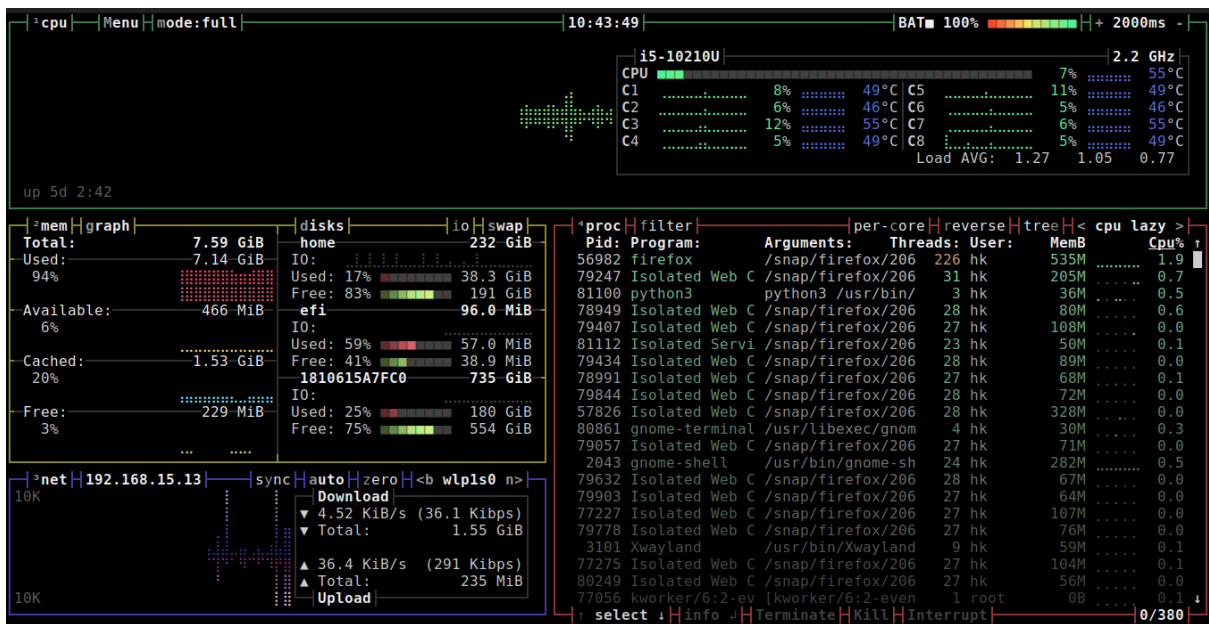 ¹cpu Menu mode:full 10:43:49 BAT■ 100% + 2000ms -
i5-10210U 2.2 GHz
CPU 7% 55°C
C1 8% 49°C C5 11% 49°C
C2 6% 46°C C6 5% 46°C
C3 12% 55°C C7 6% 55°C
C4 5% 49°C C8 5% 49°C
Load AVG: 1.27 1.05 0.77
up 5d 2:42
²mem graph
Total: 7.59 GiB
Used: 7.14 GiB
94%
Available: 466 MiB
6%
Cached: 1.53 GiB
20%
Free: 229 MiB
3%
disks io swap
home 232 GiB
IO:
Used: 17% 38.3 GiB
Free: 83% 191 GiB
efi 96.0 MiB
IO:
Used: 59% 57.0 MiB
Free: 41% 38.9 MiB
1810615A7FC0 735 GiB
IO:
Used: 25% 180 GiB
Free: 75% 554 GiB
³net 192.168.15.13 sync auto zero <b wlp1s0 n>
10K
Download
▼ 4.52 KiB/s (36.1 Kibps)
▼ Total: 1.55 GiB
▲ 36.4 KiB/s (291 Kibps)
▲ Total: 235 MiB
Upload
10K
⁴proc filter per-core reverse tree < cpu lazy >
Pid: Program: Arguments: Threads: User: MemB Cpu% ↑
56982 firefox /snap/firefox/206 226 hk 535M 1.9
79247 Isolated Web C /snap/firefox/206 31 hk 205M 0.7
81100 python3 python3 /usr/bin/ 3 hk 36M 0.5
78949 Isolated Web C /snap/firefox/206 28 hk 80M 0.6
79407 Isolated Web C /snap/firefox/206 27 hk 108M 0.0
81112 Isolated Servi /snap/firefox/206 23 hk 50M 0.1
79434 Isolated Web C /snap/firefox/206 28 hk 89M 0.0
78991 Isolated Web C /snap/firefox/206 27 hk 68M 0.1
79844 Isolated Web C /snap/firefox/206 28 hk 72M 0.0
57826 Isolated Web C /snap/firefox/206 28 hk 328M 0.0
80861 gnome-terminal /usr/libexec/gnom 4 hk 30M 0.3
79057 Isolated Web C /snap/firefox/206 27 hk 71M 0.0
2043 gnome-shell /usr/bin/gnome-sh 24 hk 282M 0.5
79632 Isolated Web C /snap/firefox/206 28 hk 67M 0.0
79903 Isolated Web C /snap/firefox/206 27 hk 64M 0.0
77227 Isolated Web C /snap/firefox/206 27 hk 107M 0.0
79778 Isolated Web C /snap/firefox/206 27 hk 76M 0.0
3101 Xwayland /usr/bin/Xwayland 9 hk 59M 0.1
77275 Isolated Web C /snap/firefox/206 27 hk 104M 0.1
80249 Isolated Web C /snap/firefox/206 27 hk 56M 0.0
77056 kworker/6:2-ev [kworker/6:2-even 1 root 0B 0.1 ↓
↑ select ↓ info ↲ Terminate Kill Interrupt 0/380